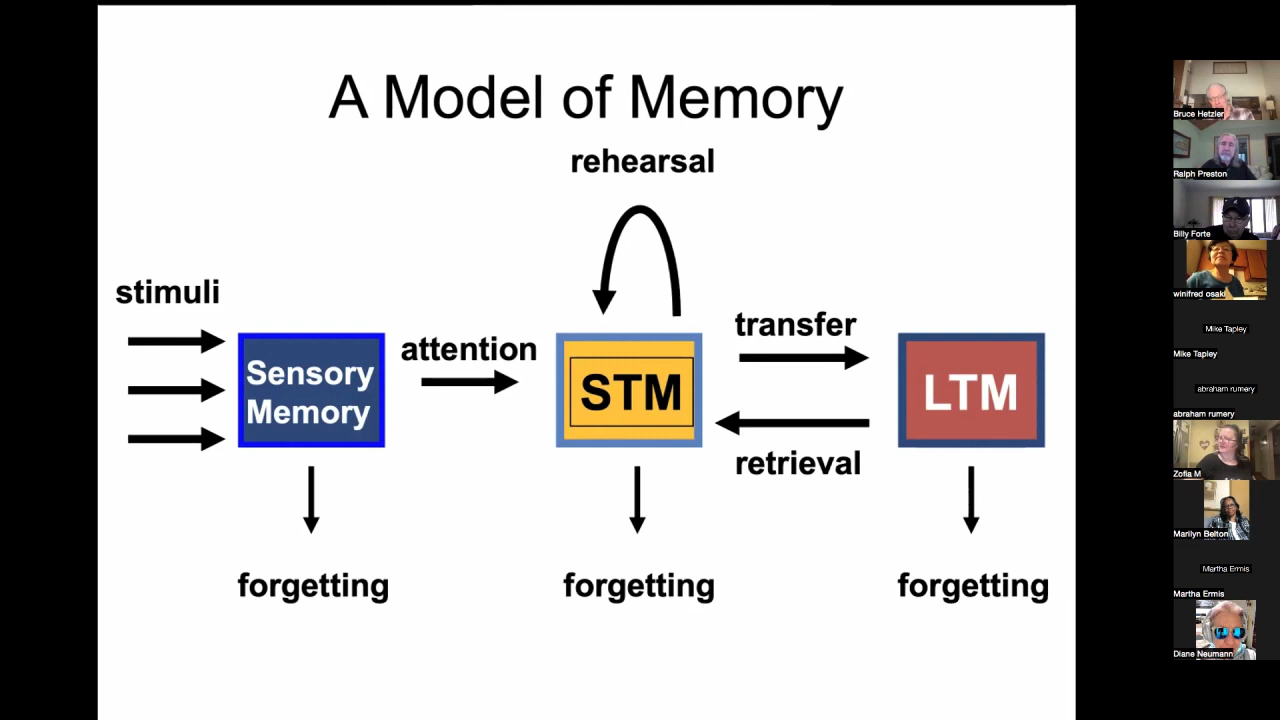 A Model of Memory
rehearsal
stimuli
attention
transfer
Sensory
Memory
STM
LTM
retrieval
forgetting
forgetting
forgetting
Bruce Hetzler
Ralph Preston
Billy Forte
winifred osaki
Mike Tapley
Mike Tapley
abraham rumery
abraham rumery
Zofia M
Marilyn Belton
Martha Ermis
Martha Ermis
Diane Neumann